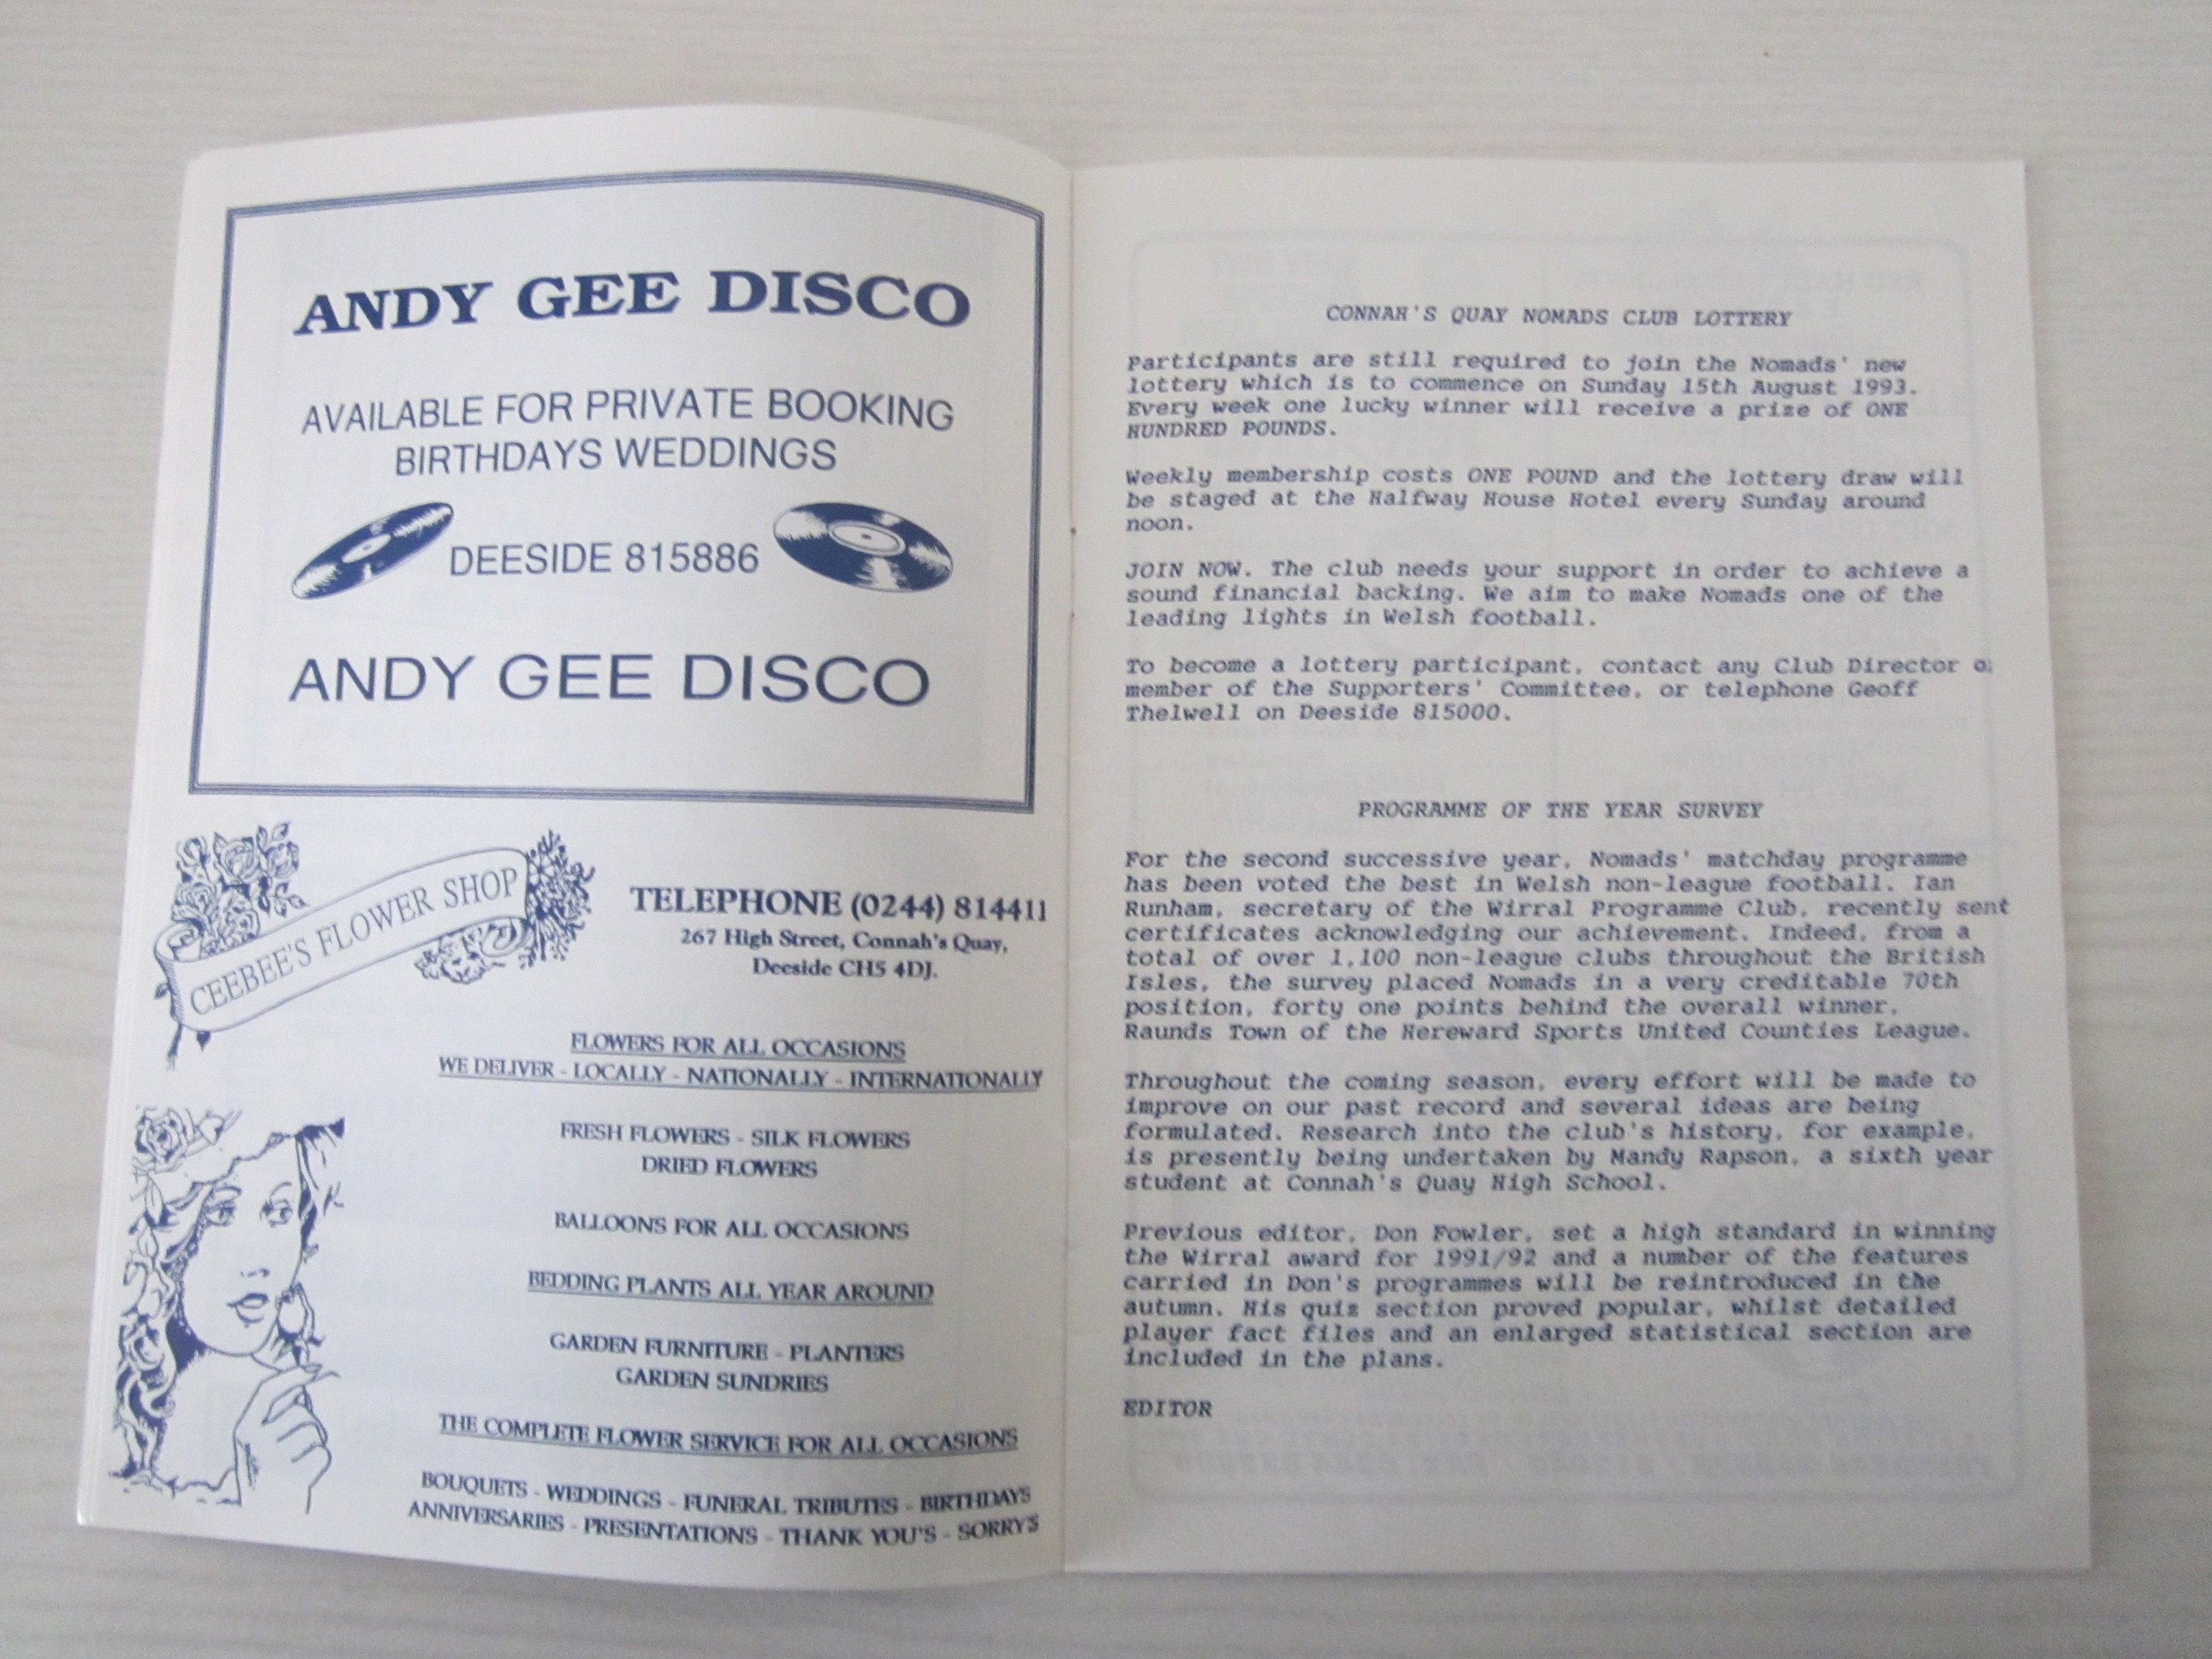 ANDY GEE DISCO
AVAILABLE FOR PRIVATE BOOKING
BIRTHDAYS WEDDINGS
DEESIDE 815886
ANDY GEE DISCO
CEEBEE'S FLOWER SHOP
TELEPHONE (0244) 814411
267 High Street, Connah's Quay,
Deeside CH5 4DJ.
FLOWERS FOR ALL OCCASIONS
WE DELIVER - LOCALLY - NATIONALLY - INTERNATIONALLY
FRESH FLOWERS - SILK FLOWERS
DRIED FLOWERS
BALLOONS FOR ALL OCCASIONS
BEDDING PLANTS ALL YEAR AROUND
GARDEN FURNITURE - PLANTERS
GARDEN SUNDRIES
THE COMPLETE FLOWER SERVICE FOR ALL OCCASIONS
BOUQUETS - WEDDINGS - FUNERAL TRIBUTES - BIRTHDAYS
ANNIVERSARIES - PRESENTATIONS - THANK YOU'S - SORRY'S
CONNAH'S QUAY NOMADS CLUB LOTTERY
Participants are still required to join the Nomads' new
lottery which is to commence on Sunday 15th August 1993.
Every week one lucky winner will receive a prize of ONE
HUNDRED POUNDS.
Weekly membership costs ONE POUND and the lottery draw will
be staged at the Halfway House Hotel every Sunday around
noon.
JOIN NOW. The club needs your support in order to achieve a
sound financial backing. We aim to make Nomads one of the
leading lights in Welsh football.
To become a lottery participant, contact any Club Director
member of the Supporters' Committee, or telephone Geoff
Thelwell on Deeside 815000.
PROGRAMME OF THE YEAR SURVEY
For the second successive year, Nomads' matchday programme
has been voted the best in Welsh non-league football. Ian
Runham, secretary of the Wirral Programme Club, recently sent
certificates acknowledging our achievement. Indeed, from a
total of over 1,100 non-league clubs throughout the British
Isles, the survey placed Nomads in a very creditable 70th
position, forty one points behind the overall winner,
Raunds Town of the Hereward Sports United Counties League.
Throughout the coming season, every effort will be made to
improve on our past record and several ideas are being
formulated. Research into the club's history, for example,
is presently being undertaken by Mandy Rapson, a sixth year
student at Connah's Quay High School.
Previous editor, Don Fowler, set a high standard in winning
the Wirral award for 1991/92 and a number of the features
carried in Don's programmes will be reintroduced in the
autumn. His quiz section proved popular, whilst detailed
player fact files and an enlarged statistical section are
included in the plans.
EDITOR